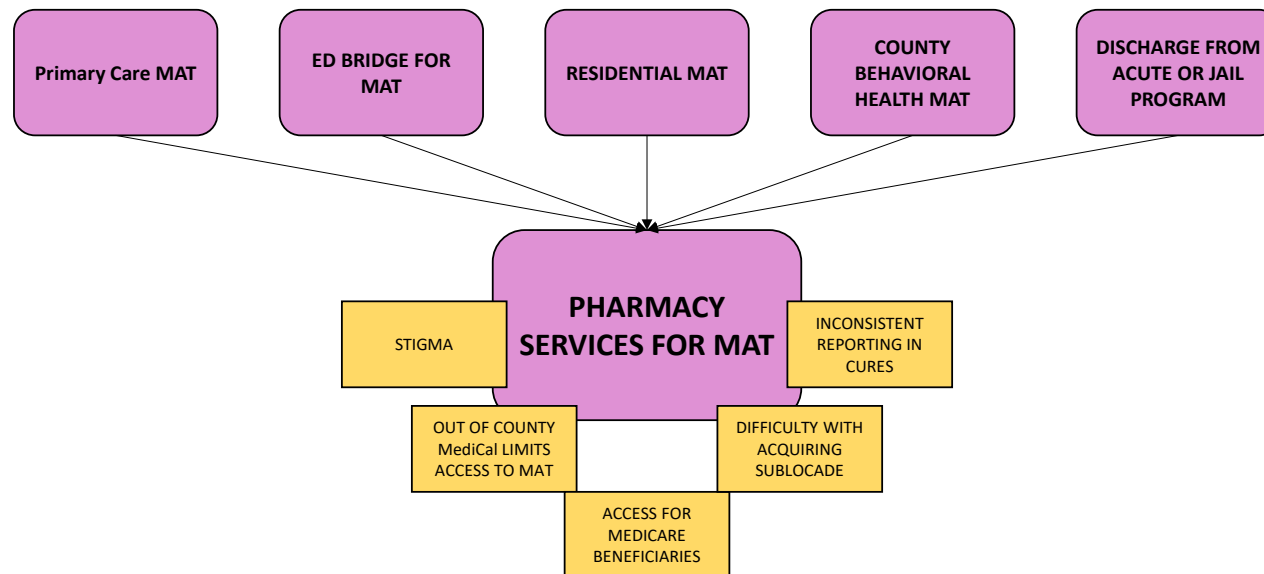 Primary Care MAT
ED BRIDGE FOR
MAT
RESIDENTIAL MAT
COUNTY
BEHAVIORAL
HEALTH MAT
DISCHARGE FROM
ACUTE OR JAIL
PROGRAM
PHARMACY
SERVICES FOR MAT
STIGMA
INCONSISTENT
REPORTING IN
CURES
OUT OF COUNTY
MediCal LIMITS
ACCESS TO MAT
DIFFICULTY WITH
ACQUIRING
SUBLOCADE
ACCESS FOR
MEDICARE
BENEFICIARIES